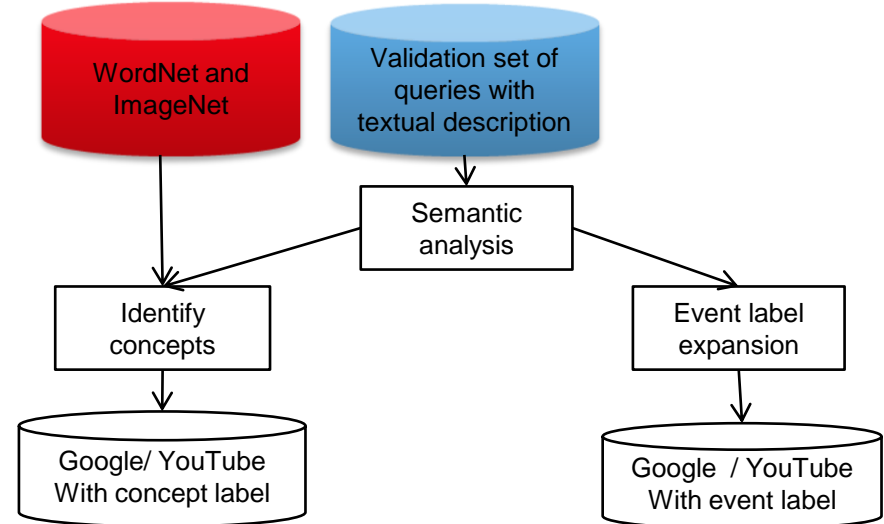 WordNet and
ImageNet
Validation set of
queries with
textual description
Semantic
analysis
Identify
concepts
Event label
expansion
Google/ YouTube
With concept label
Google / YouTube
With event label